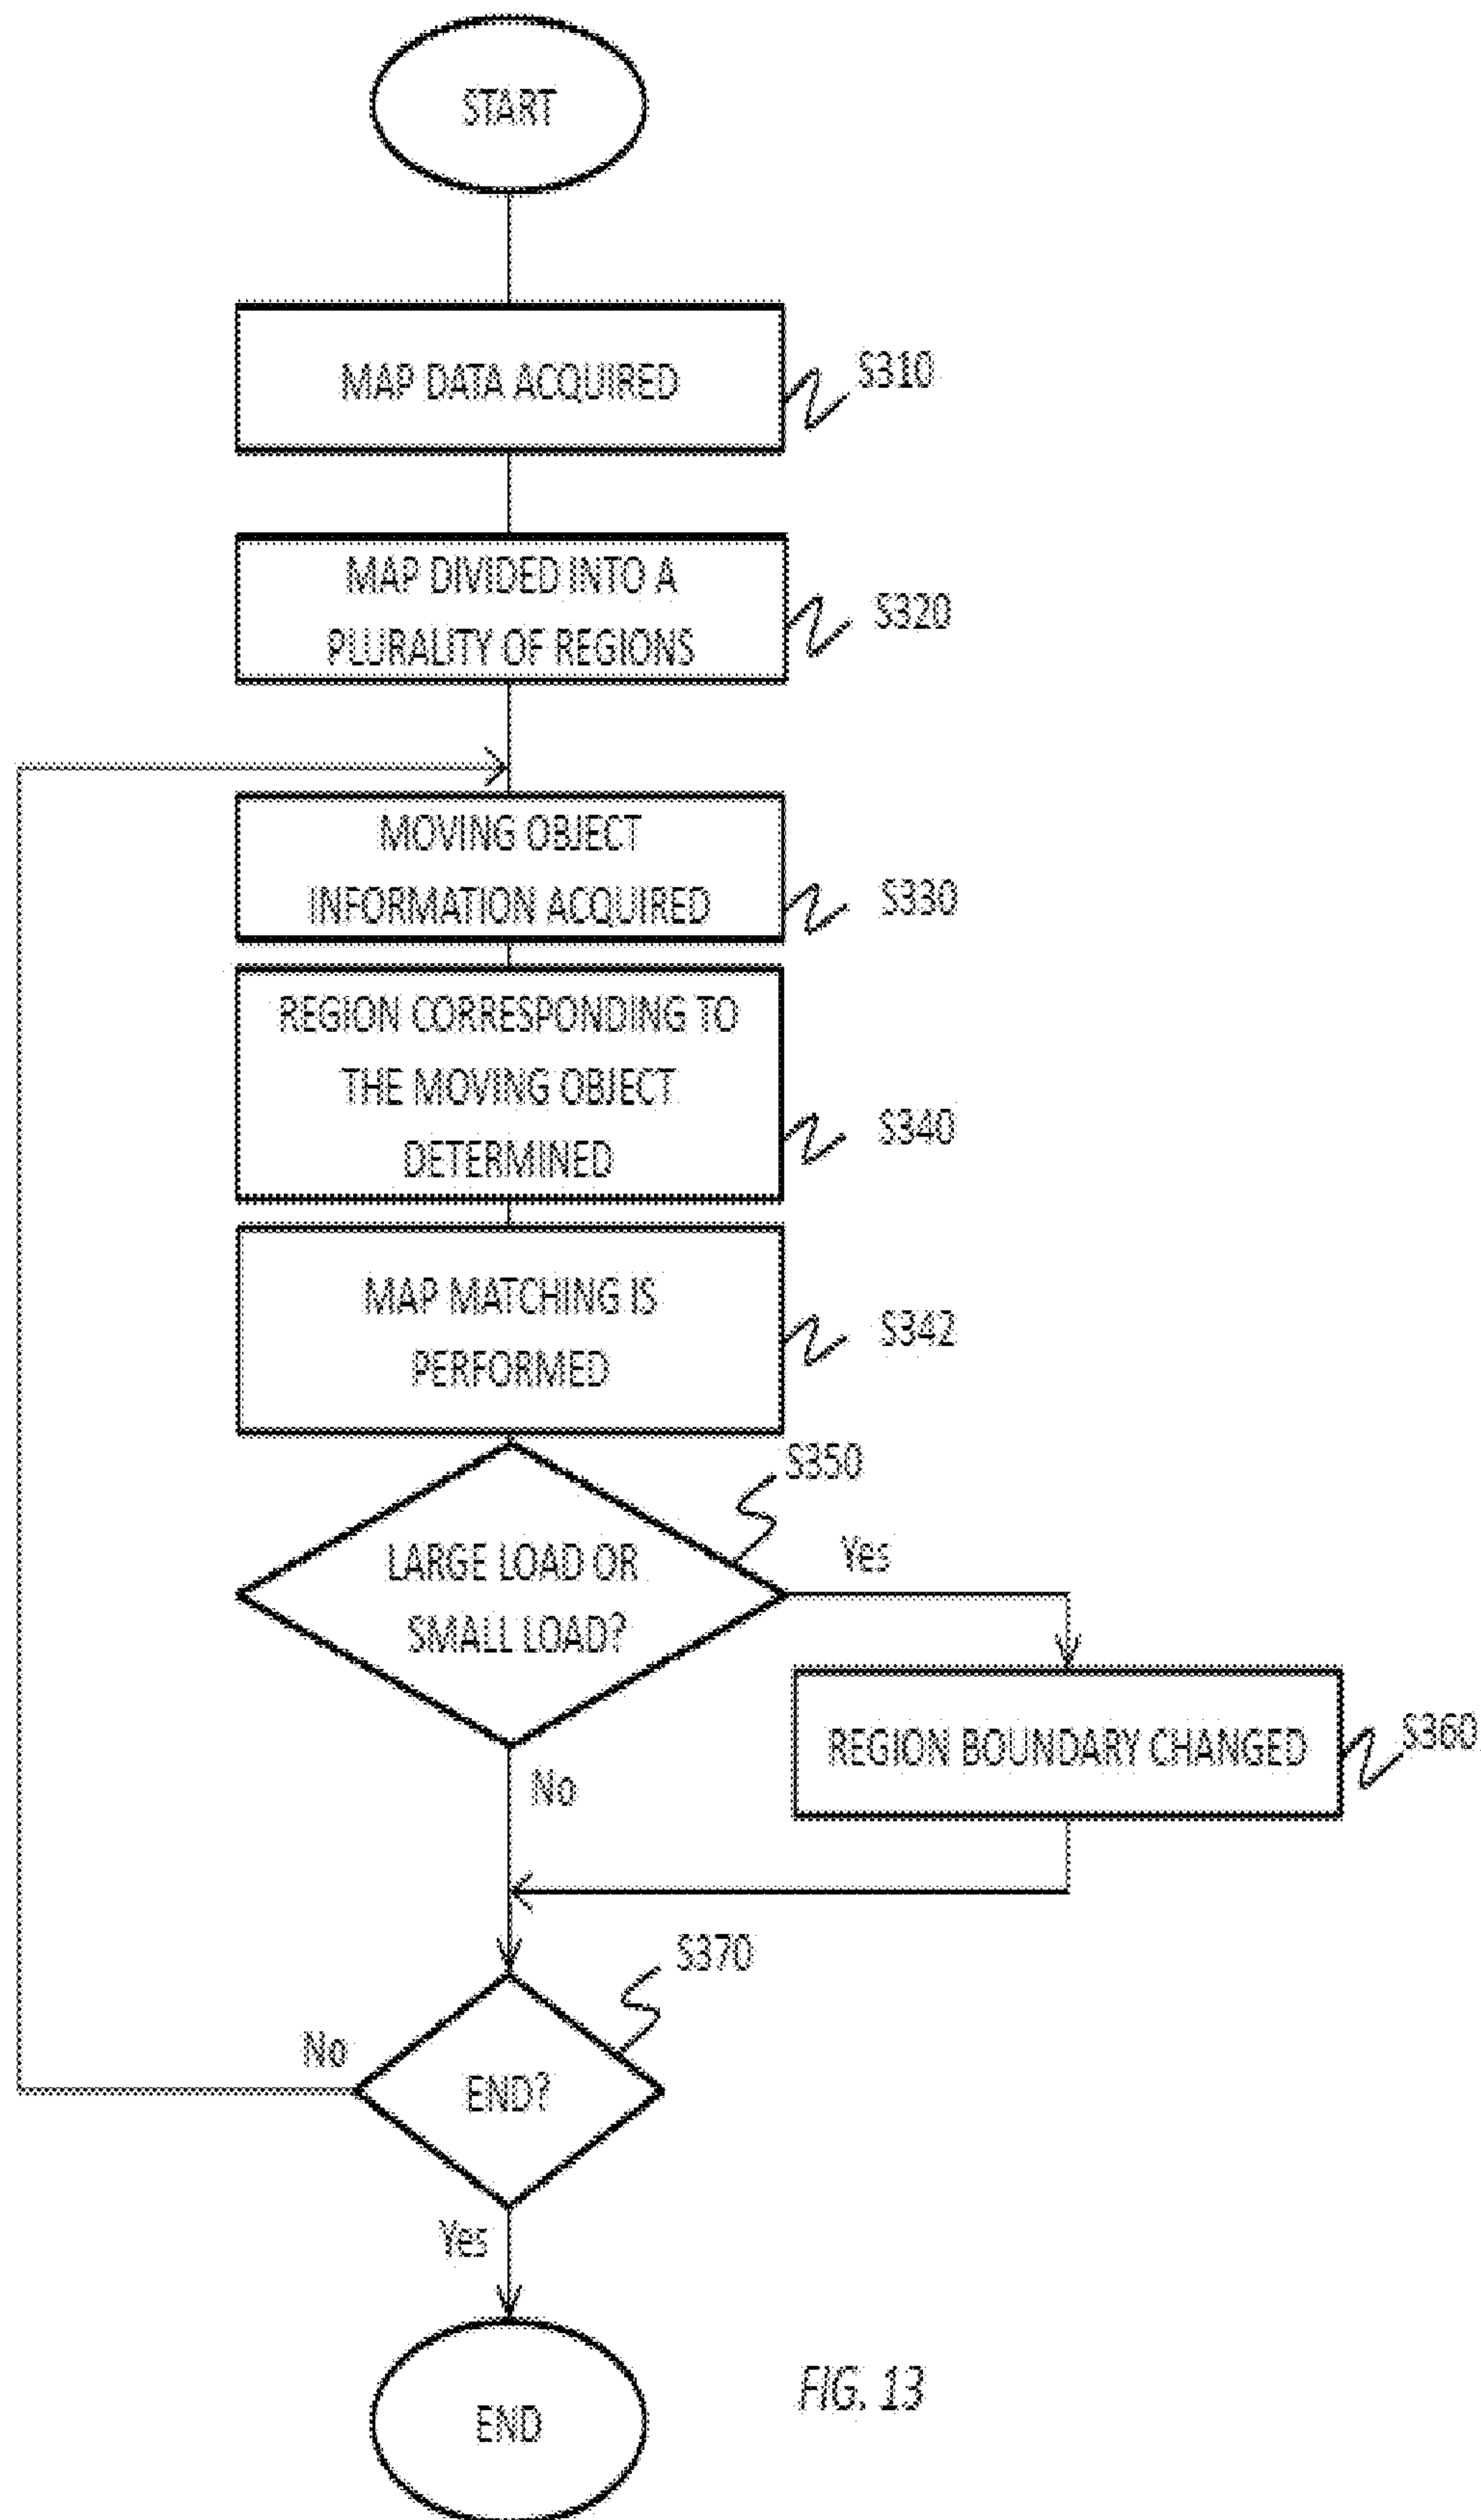 START
MAP DATA ACQUIRED
S310
MAP DIVIDED INTO A
PLURALITY OF REGIONS
S320
MOVING OBJECT
INFORMATION ACQUIRED
S330
REGION CORRESPONDING TO
THE MOVING OBJECT
DETERMINED
S340
MAP MATCHING IS
PERFORMED
S342
S350
LARGE LOAD OR
SMALL LOAD?
Yes
REGION BOUNDARY CHANGED
S360
No
S370
No
END?
Yes
END
FIG. 13